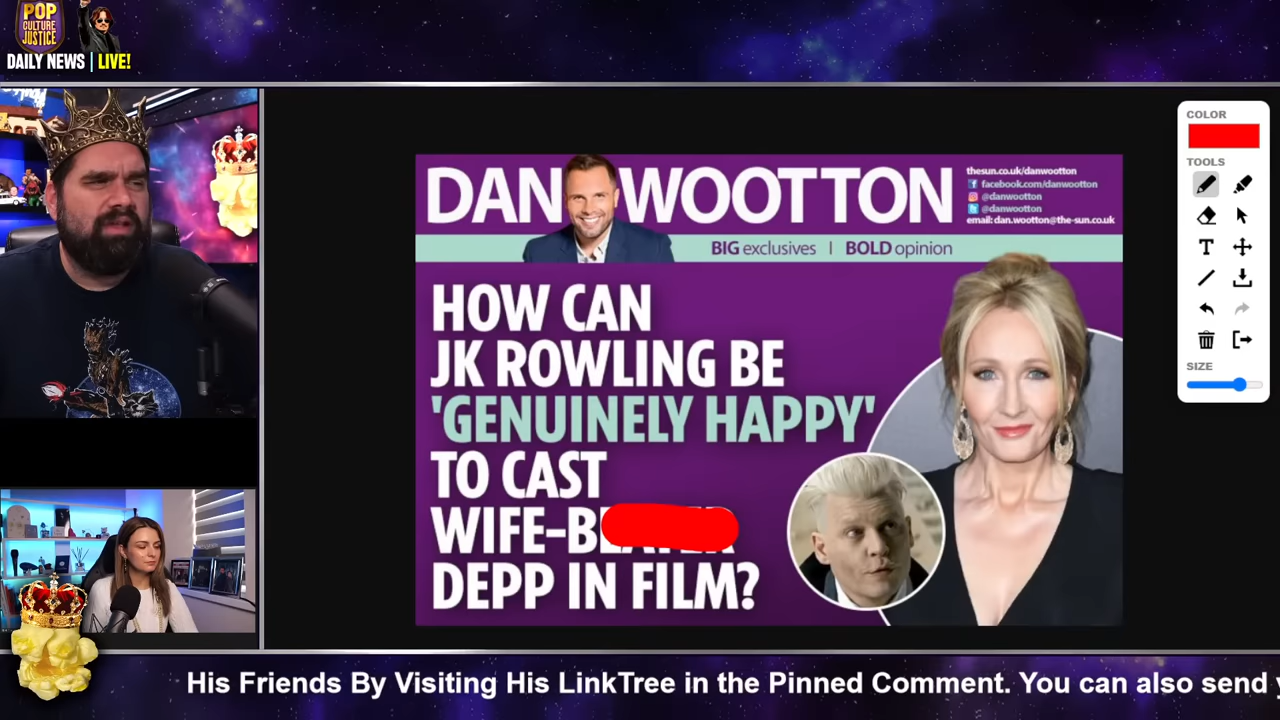 POP
CULTURE
JUSTICE
DAILY NEWS | LIVE!
DAN WOOTTON
thesun.co.uk/danwootton
facebook.com/danwootton
@danwootton
@danwootton
email: dan.wootton@the-sun.co.uk
BIG exclusives | BOLD opinion
HOW CAN
JK ROWLING BE
'GENUINELY HAPPY'
TO CAST
WIFE-
DEPP IN FILM?
COLOR
TOOLS
T
SIZE
His Friends By Visiting His LinkTree in the Pinned Comment. You can also send